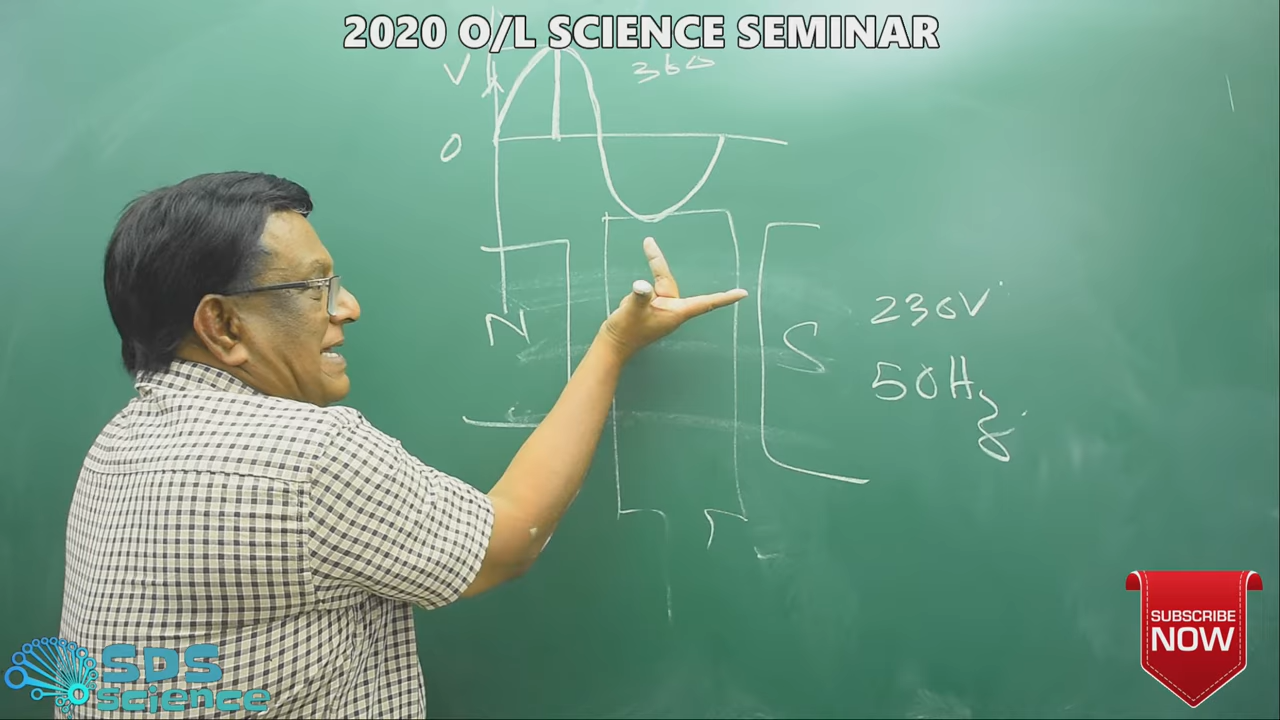 2020 O/L SCIENCE SEMINAR
V
360
0
N
S
230V
50Hz
SUBSCRIBE
NOW
SDS
science